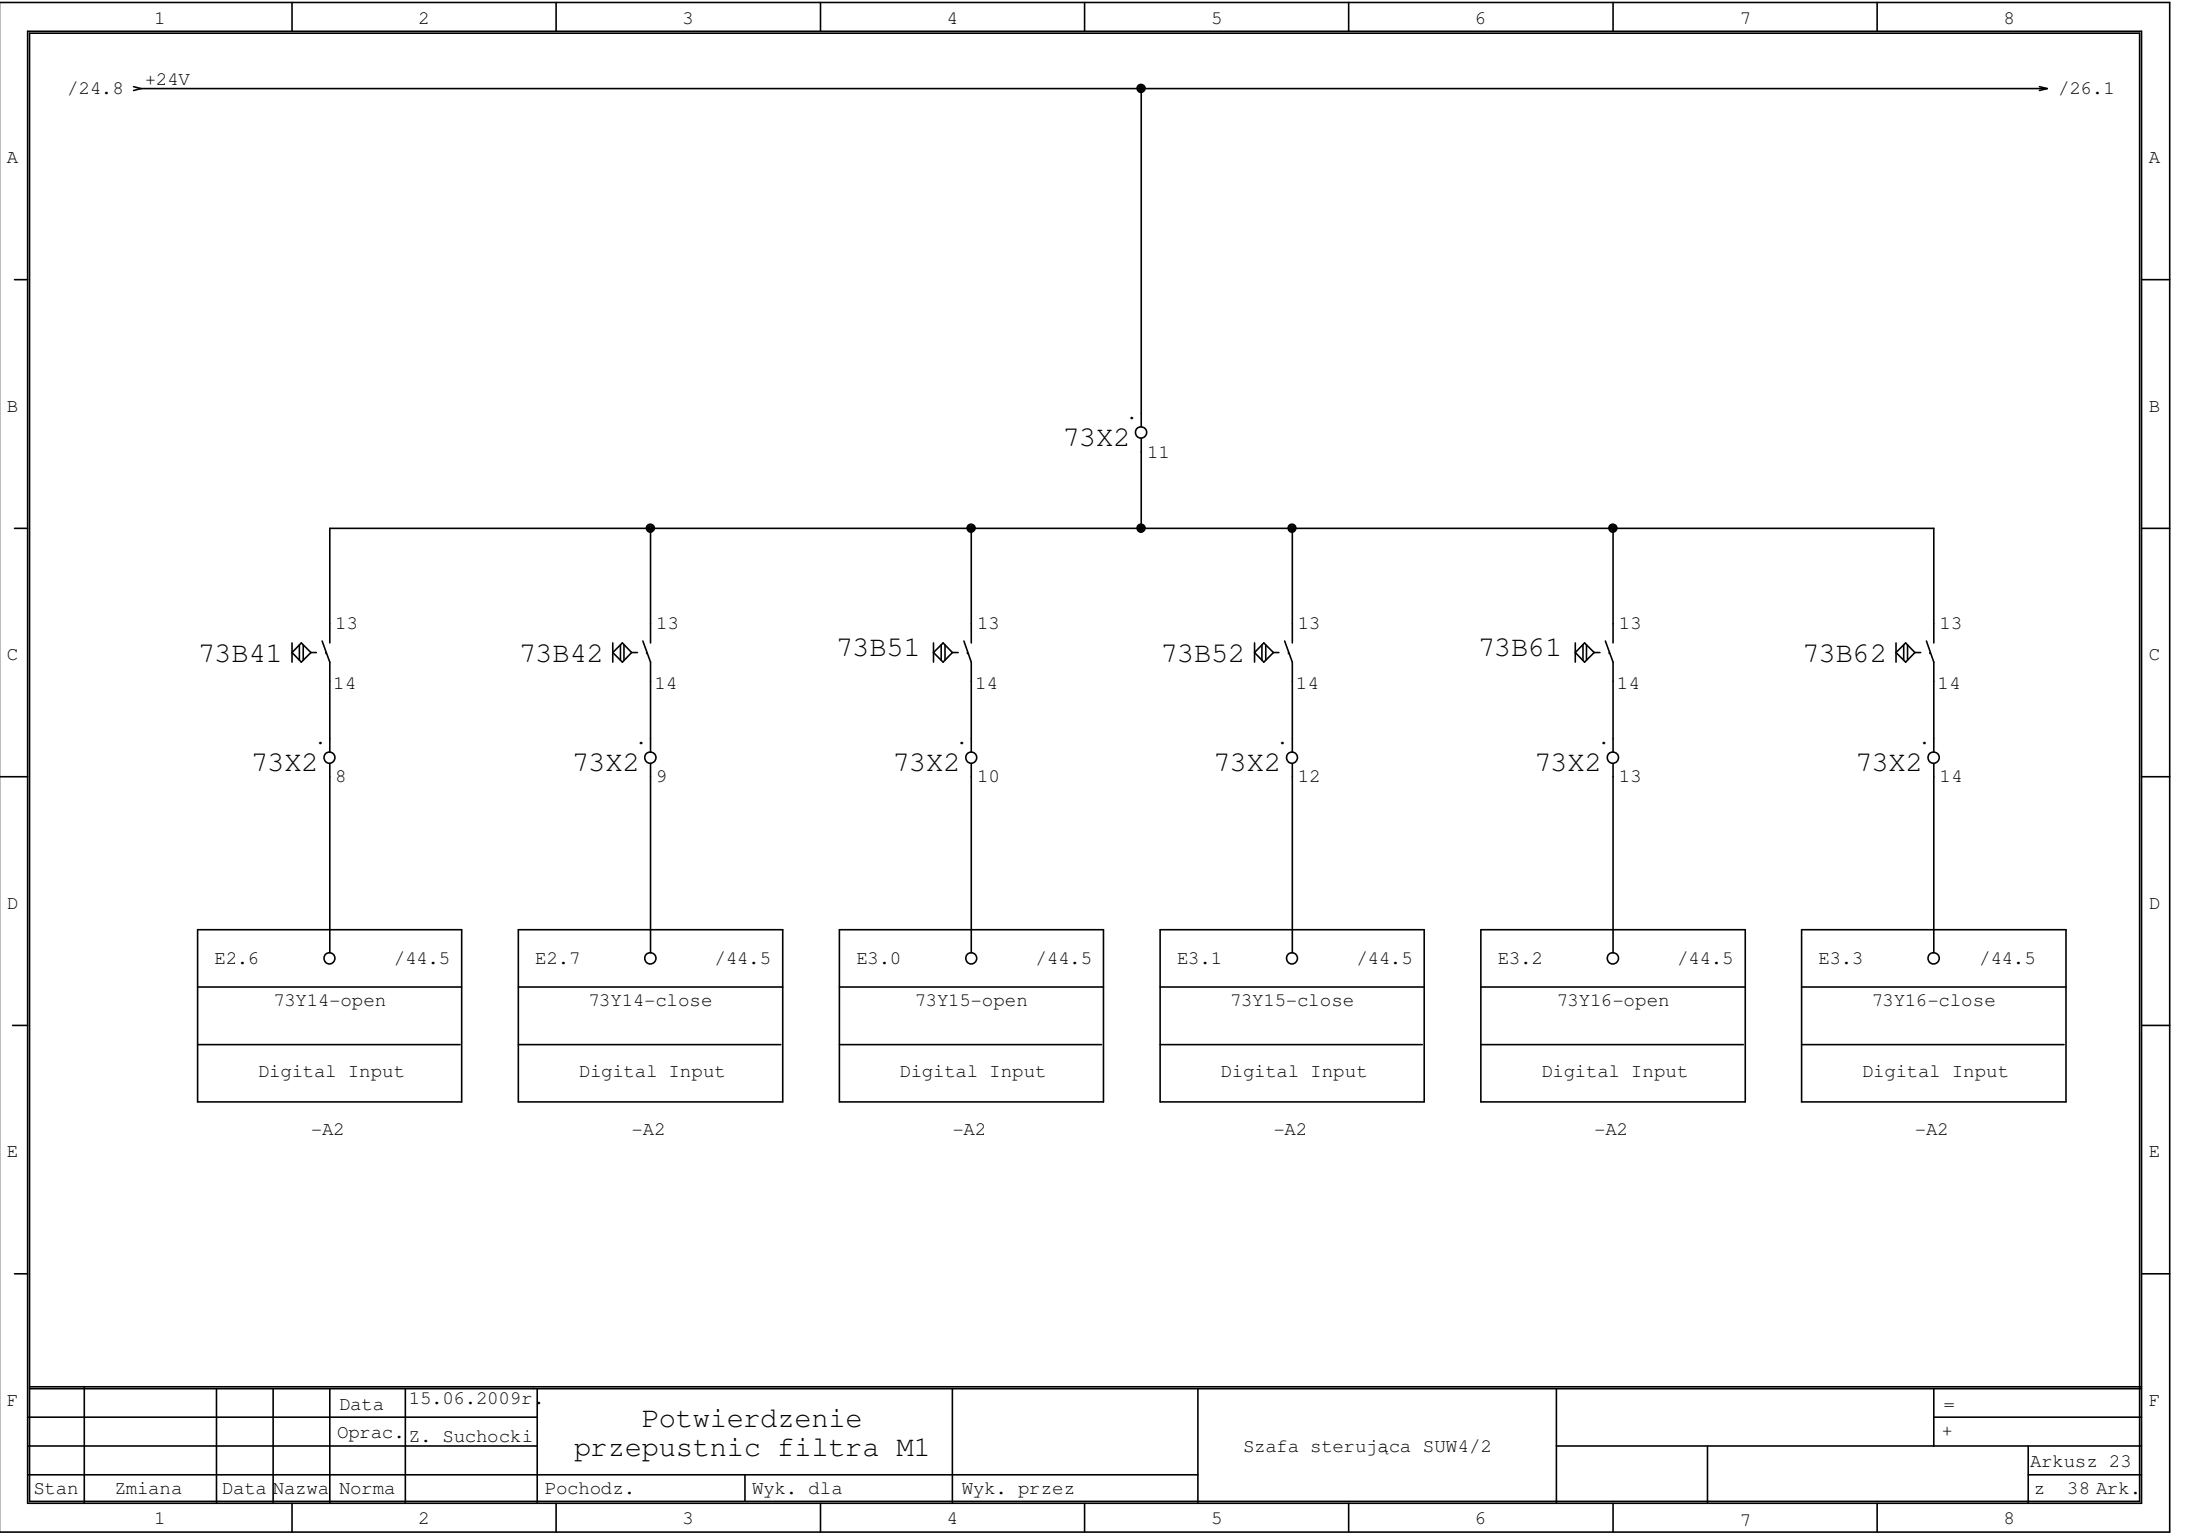 1 2 3 4 5 6 7 8
/24.8 +24V /26.1
A A
B B
73X2
11
13 13 13 13 13 13
C 73B41 73B42 73B51 73B52 73B61 73B62 C
14 14 14 14 14 14
73X2 73X2 73X2 73X2 73X2 73X2
8 9 10 12 13 14
D D
E2.6 /44.5 E2.7 /44.5 E3.0 /44.5 E3.1 /44.5 E3.2 /44.5 E3.3 /44.5
73Y14-open 73Y14-close 73Y15-open 73Y15-close 73Y16-open 73Y16-close
Digital Input Digital Input Digital Input Digital Input Digital Input Digital Input
-A2 -A2 -A2 -A2 -A2 -A2
E E
F F
Data 15.06.2009r.
Oprac. Z. Suchocki
Potwierdzenie
przepustnic filtra M1
Szafa sterująca SUW4/2
=
+
Arkusz 23
Stan Zmiana Data Nazwa Norma Pochodz. Wyk. dla Wyk. przez z 38 Ark.
1 2 3 4 5 6 7 8